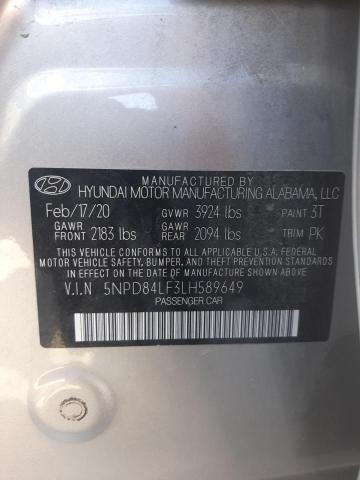 MANUFACTURED BY
HYUNDAI MOTOR MANUFACTURING ALABAMA, LLC
Feb/17/20 GVWR 3924 lbs PAINT 3T
GAWR FRONT 2183 lbs GAWR REAR 2094 lbs TRIM PK
THIS VEHICLE CONFORMS TO ALL APPLICABLE U.S. FEDERAL
MOTOR VEHICLE SAFETY, BUMPER, AND THEFT PREVENTION
STANDARDS IN EFFECT ON THE DATE OF MANUFACTURE SHOWN ABOVE.
V.I.N 5NPD84LF3LH589649
PASSENGER CAR